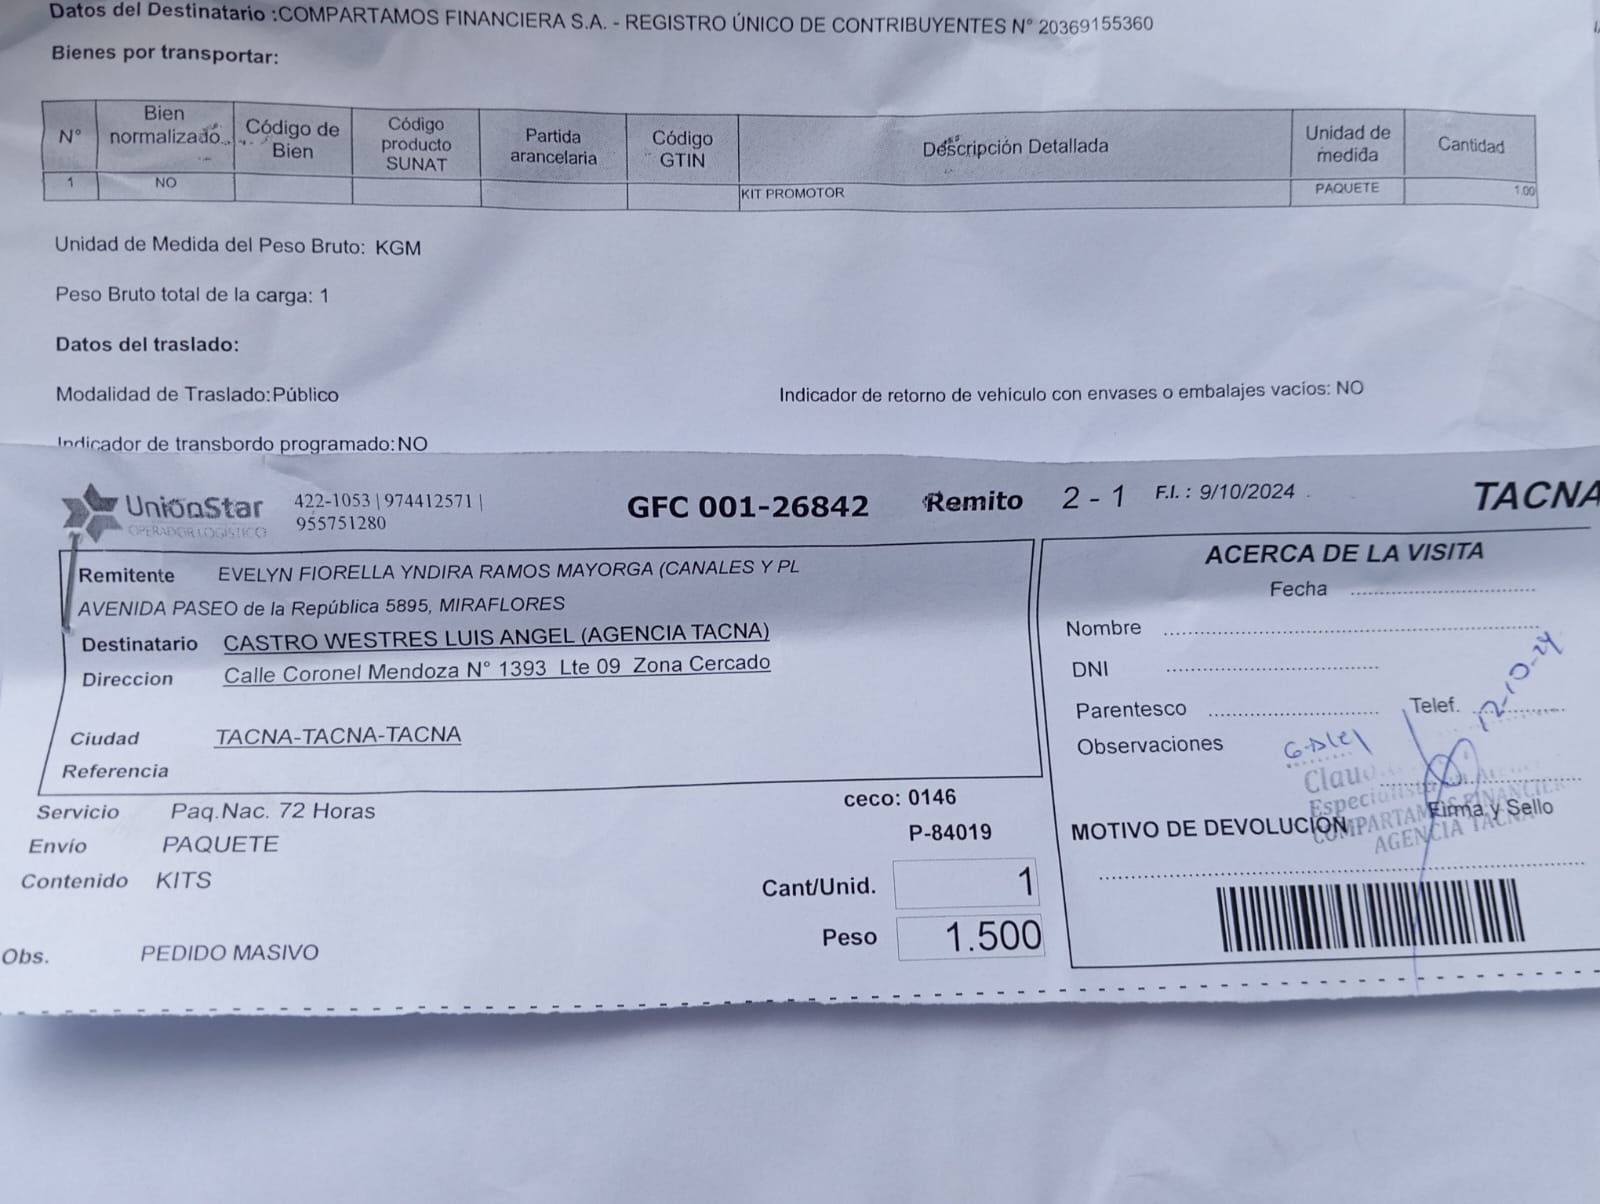 Datos del Destinatario :COMPARTAMOS FINANCIERA S.A. - REGISTRO ÚNICO DE CONTRIBUYENTES N° 20369155360
Bienes por transportar:
N° Bien normalizado Código de Bien Código producto SUNAT Partida arancelaria Código GTIN Descripción Detallada Unidad de medida Cantidad
1 NO KIT PROMOTOR PAQUETE 1.00
Unidad de Medida del Peso Bruto: KGM
Peso Bruto total de la carga: 1
Datos del traslado:
Modalidad de Traslado:Público Indicador de retorno de vehículo con envases o embalajes vacíos: NO
Indicador de transbordo programado:NO
UnionStar 422-1053 | 974412571 | GFC 001-26842 Remito 2 - 1 F.I. : 9/10/2024 TACNA
OPERADOR LOGÍSTICO 955751280
Remitente EVELYN FIORELLA YNDIRA RAMOS MAYORGA (CANALES Y PL
AVENIDA PASEO de la República 5895, MIRAFLORES
Destinatario CASTRO WESTRES LUIS ANGEL (AGENCIA TACNA)
Direccion Calle Coronel Mendoza N° 1393 Lte 09 Zona Cercado
Ciudad TACNA-TACNA-TACNA
Referencia
Servicio Paq.Nac. 72 Horas ceco: 0146
Envío PAQUETE P-84019
Contenido KITS
Cant/Unid. 1
Peso 1.500
Obs. PEDIDO MASIVO
ACERCA DE LA VISITA
Fecha
Nombre
DNI
Parentesco Telef. 12-10-24
Observaciones
Claud
Especialista
Firma y Sello
MOTIVO DE DEVOLUCION
COMPARTAMOS FINANCIER
AGENCIA TACNA